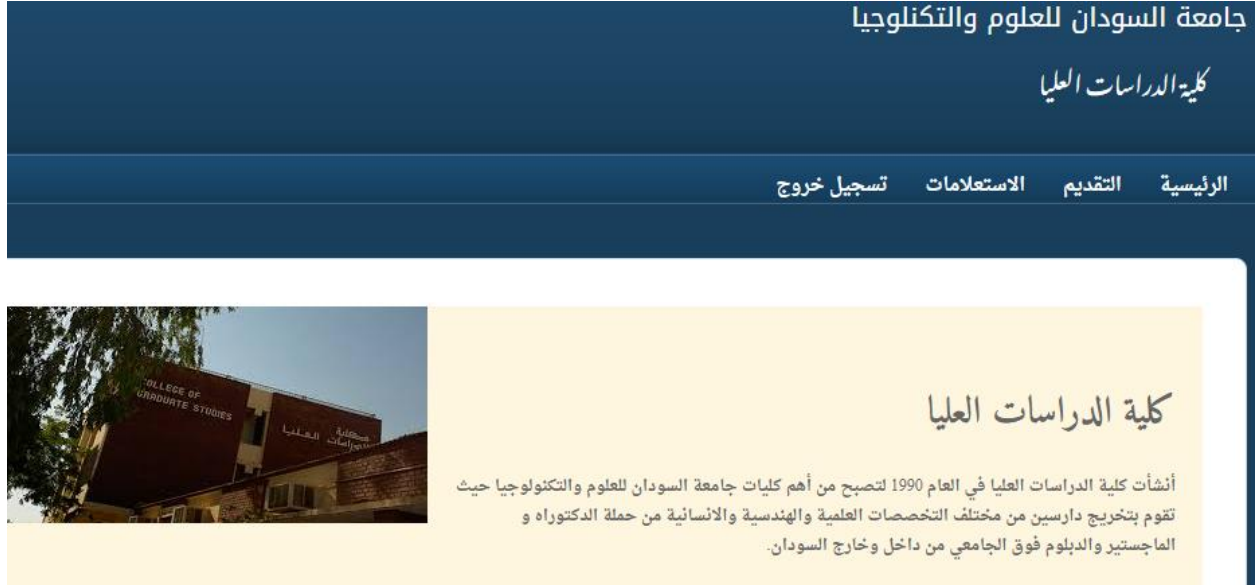 جامعة السودان للعلوم والتكنلوجيا
كلية الدراسات العليا
الرئيسية التقديم الاستعلامات تسجيل خروج
COLLEGE OF
GRADUATE STUDIES
كلية
الدراسات العليا
كلية الدراسات العليا
أنشأت كلية الدراسات العليا في العام 1990 لتصبح من أهم كليات جامعة السودان للعلوم والتكنولوجيا حيث
تقوم بتخريج دارسين من مختلف التخصصات العلمية والهندسية والانسانية من حملة الدكتوراه و
الماجستير والدبلوم فوق الجامعي من داخل وخارج السودان.